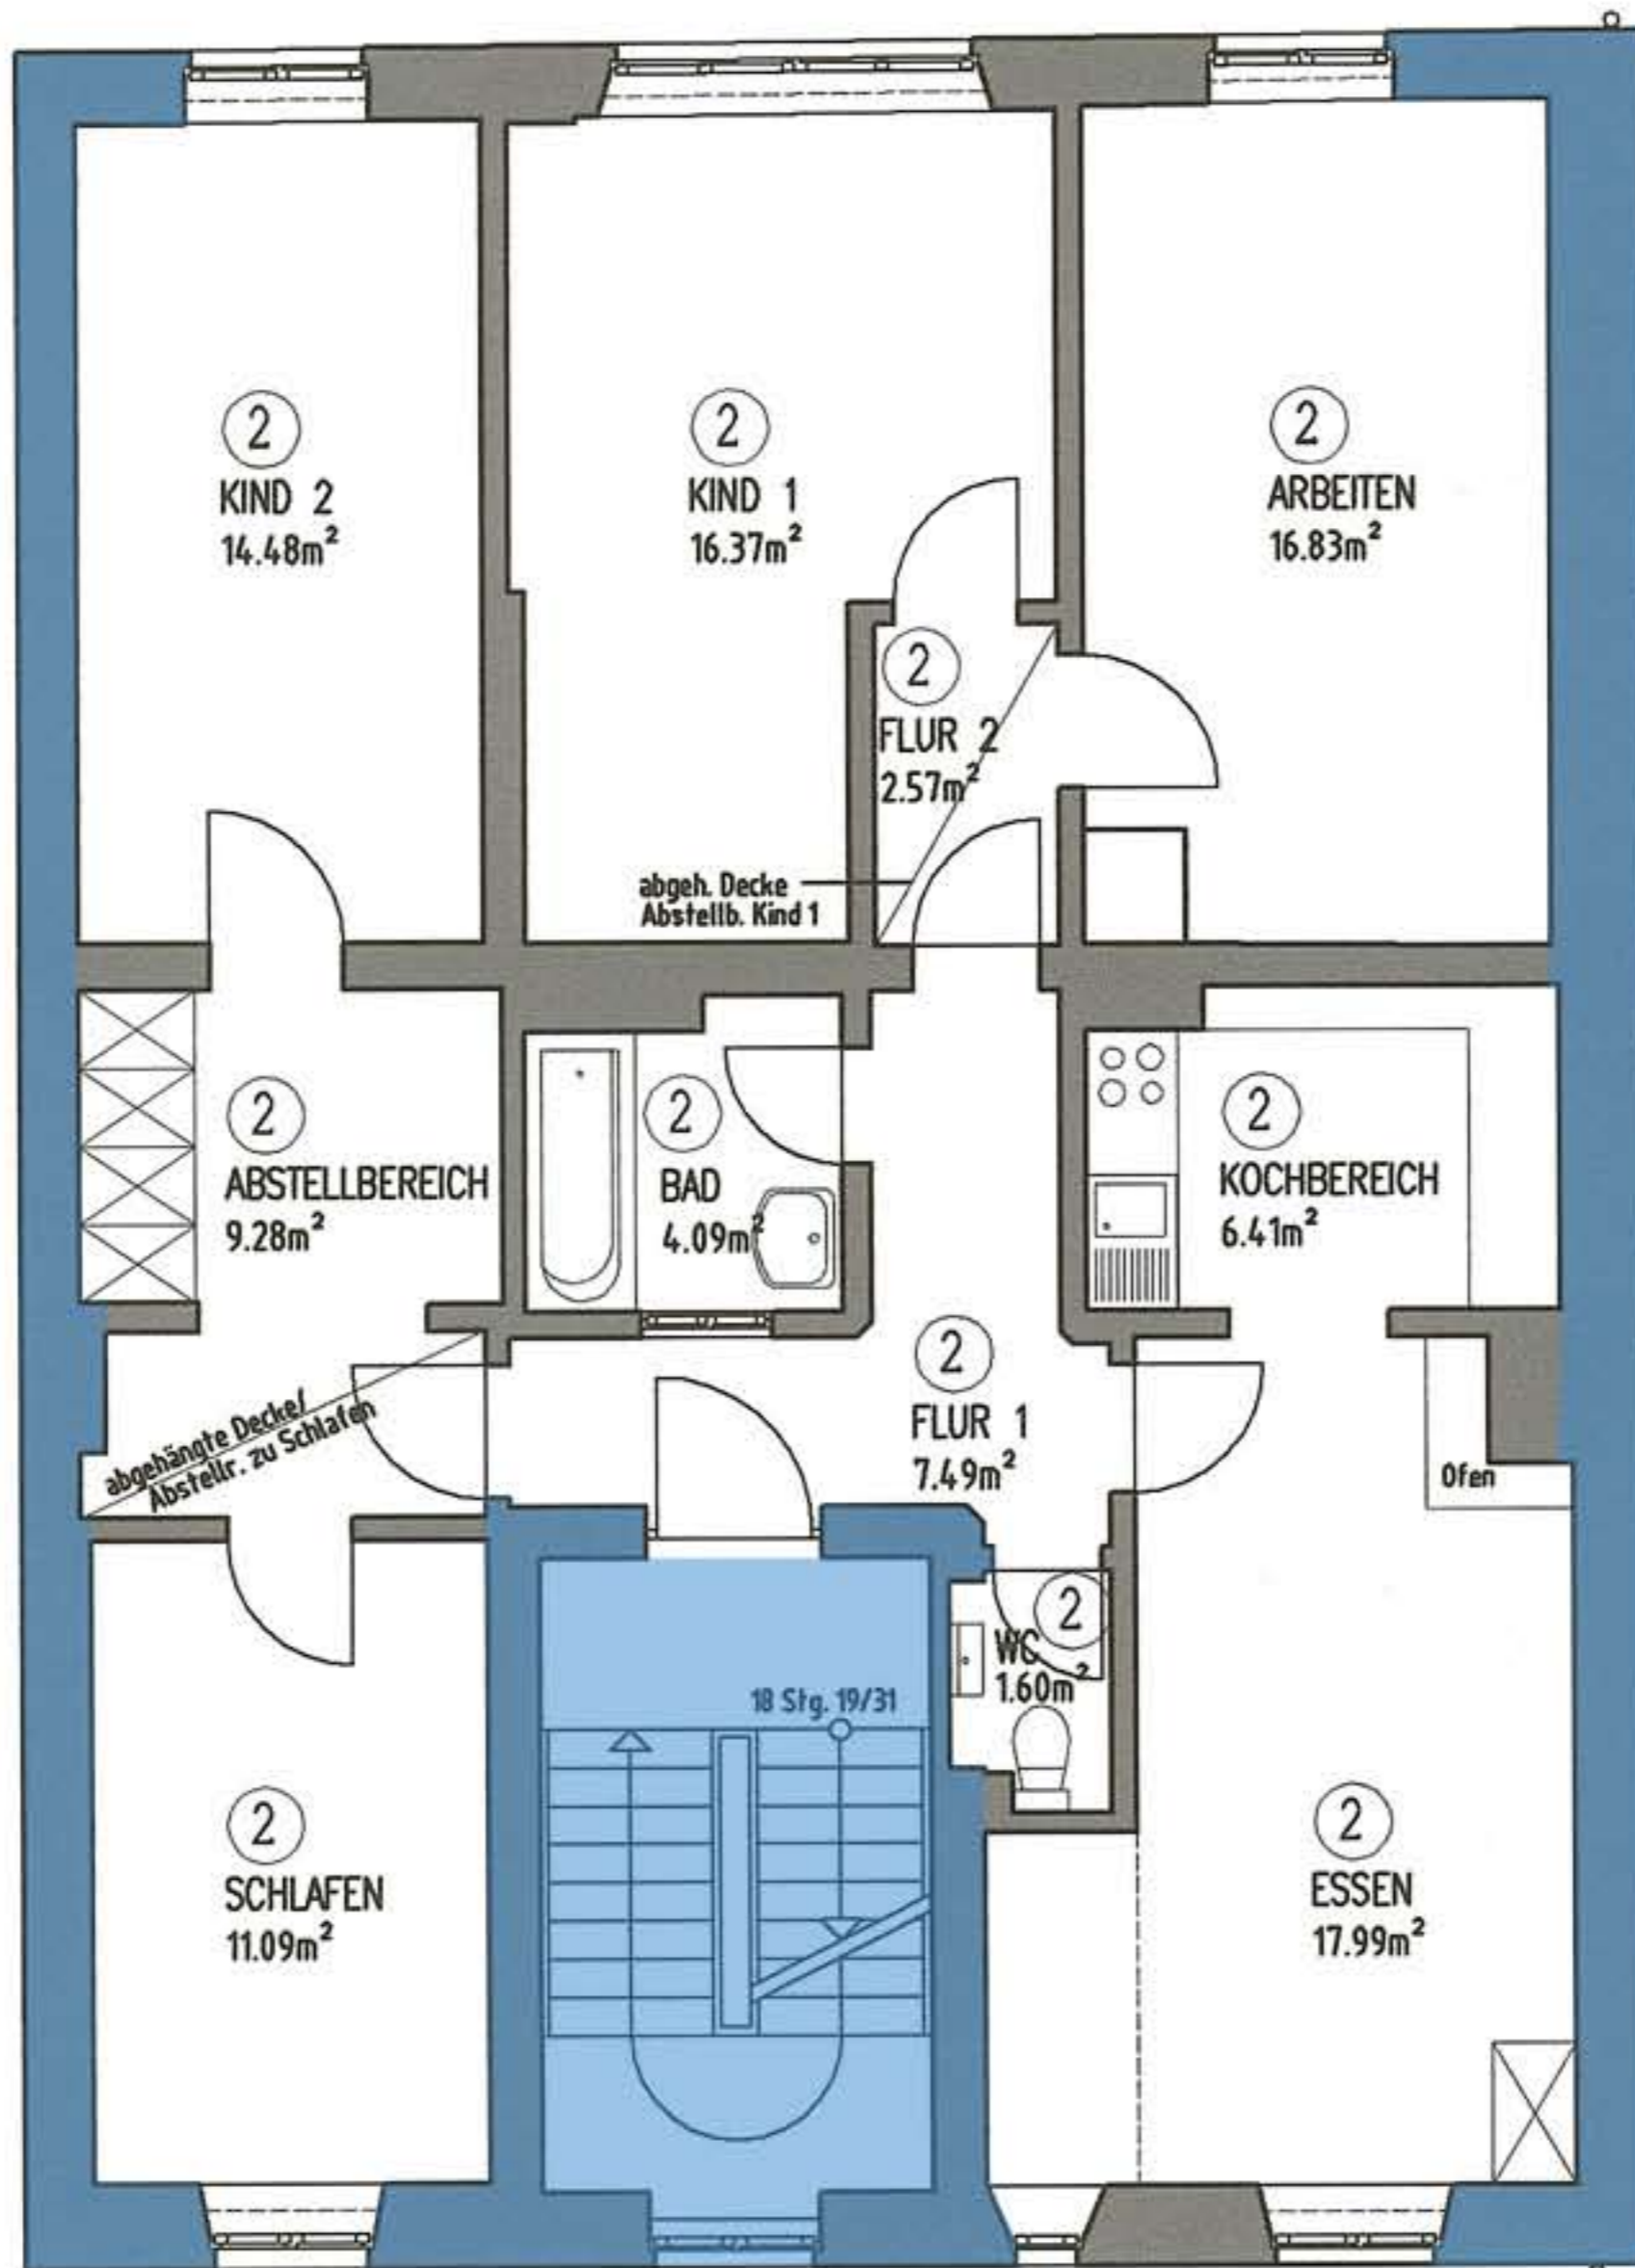 2
KIND 2
14.48m²
2
KIND 1
16.37m²
2
ARBEITEN
16.83m²
2
FLUR 2
2.57m²
abgeh. Decke
Abstellb. Kind 1
2
ABSTELLBEREICH
9.28m²
2
BAD
4.09m²
2
KOCHBEREICH
6.41m²
2
FLUR 1
7.49m²
abgehängte Decke/
Abstellr. zu Schlafen
Ofen
2
WC
1.60m²
18 Stg. 19/31
2
SCHLAFEN
11.09m²
2
ESSEN
17.99m²